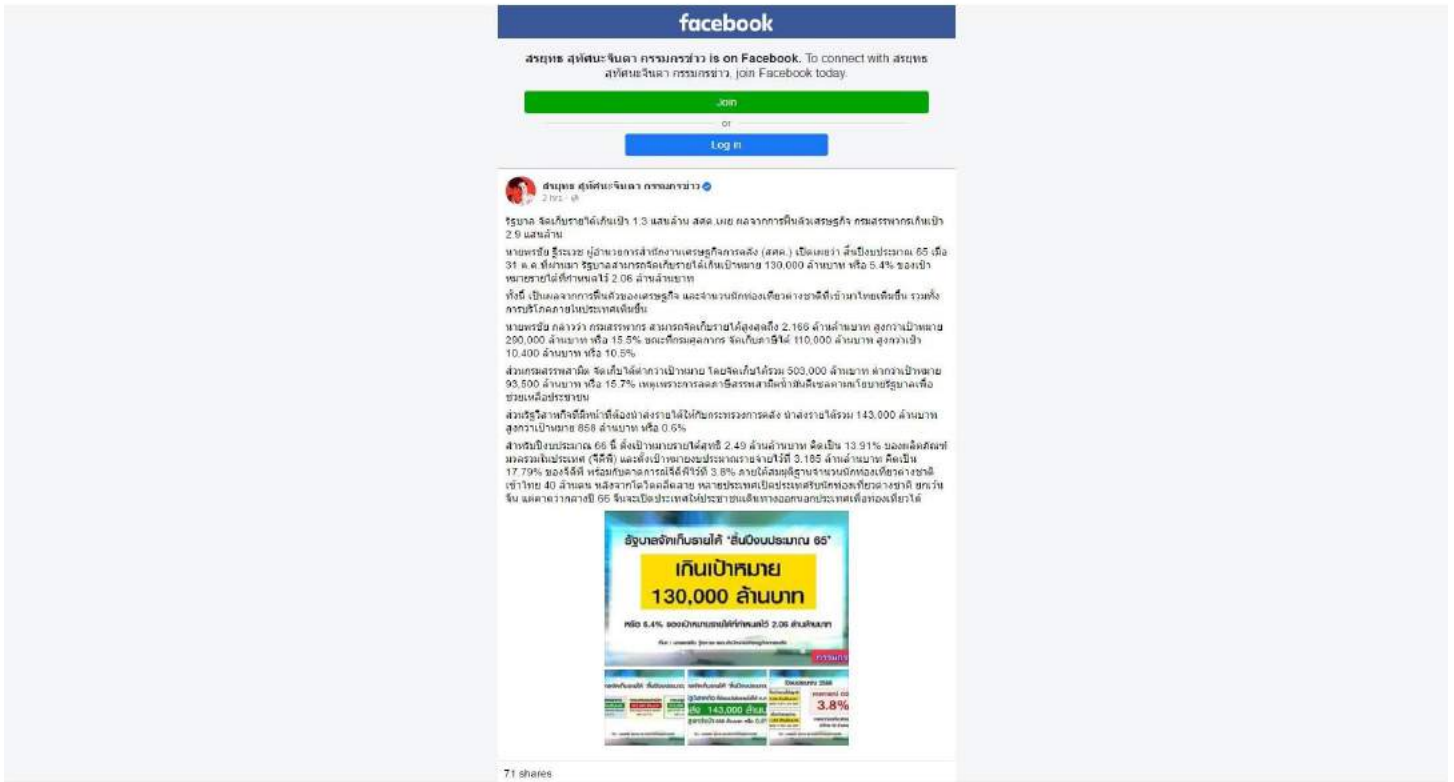 facebook
สรยุทธ สุทัศนะจินดา กรรมกรข่าว is on Facebook. To connect with สรยุทธ
สุทัศนะจินดา กรรมกรข่าว, join Facebook today.
Join
or
Log in
สรยุทธ สุทัศนะจินดา กรรมกรข่าว
2 hrs ·
รัฐบาล จัดเก็บรายได้เกินเป้า 1.3 แสนล้าน สศค.เผย ผลจากการฟื้นตัวเศรษฐกิจ กรมสรรพากรเกินเป้า
2.9 แสนล้าน
นายพรชัย ฐีระเวช ผู้อำนวยการสำนักงานเศรษฐกิจการคลัง (สศค.) เปิดเผยว่า สิ้นปีงบประมาณ 65 เมื่อ
31 ต.ค.ที่ผ่านมา รัฐบาลสามารถจัดเก็บรายได้เกินเป้าหมาย 130,000 ล้านบาท หรือ 5.4% ของเป้า
หมายรายได้ที่กำหนดไว้ 2.06 ล้านล้านบาท
ทั้งนี้ เป็นผลจากการฟื้นตัวของเศรษฐกิจ และจำนวนนักท่องเที่ยวต่างชาติที่เข้ามาไทยเพิ่มขึ้น รวมทั้ง
การบริโภคภายในประเทศเพิ่มขึ้น
นายพรชัย กล่าวว่า กรมสรรพากร สามารถจัดเก็บรายได้สูงสุดถึง 2.166 ล้านล้านบาท สูงกว่าเป้าหมาย
290,000 ล้านบาท หรือ 15.5% ขณะที่กรมศุลกากร จัดเก็บภาษีได้ 110,000 ล้านบาท สูงกว่าเป้า
10,400 ล้านบาท หรือ 10.5%
ส่วนกรมสรรพสามิต จัดเก็บได้ต่ำกว่าเป้าหมาย โดยจัดเก็บได้รวม 503,000 ล้านบาท ต่ำกว่าเป้าหมาย
93,500 ล้านบาท หรือ 15.7% เหตุเพราะการลดภาษีสรรพสามิตน้ำมันดีเซลตามนโยบายรัฐบาลเพื่อ
ช่วยเหลือประชาชน
ส่วนรัฐวิสาหกิจที่มีหน้าที่ต้องนำส่งรายได้ให้กับกระทรวงการคลัง นำส่งรายได้รวม 143,000 ล้านบาท
สูงกว่าเป้าหมาย 858 ล้านบาท หรือ 0.6%
สำหรับปีงบประมาณ 66 นี้ ตั้งเป้าหมายรายได้สุทธิ 2.49 ล้านล้านบาท คิดเป็น 13.91% ของผลิตภัณฑ์
มวลรวมในประเทศ (จีดีพี) และตั้งเป้าหมายงบประมาณรายจ่ายไว้ที่ 3.185 ล้านล้านบาท คิดเป็น
17.79% ของจีดีพี พร้อมกับคาดการณ์จีดีพีไว้ที่ 3.8% ภายใต้สมมุติฐานจำนวนนักท่องเที่ยวต่างชาติ
เข้าไทย 40 ล้านคน หลังจากโควิดคลี่คลาย หลายประเทศเปิดประเทศรับนักท่องเที่ยวต่างชาติ ยกเว้น
จีน แต่คาดว่ากลางปี 66 จีนจะเปิดประเทศให้ประชาชนเดินทางออกนอกประเทศเพื่อท่องเที่ยวได้
รัฐบาลจัดเก็บรายได้ "สิ้นปีงบประมาณ 65"
เกินเป้าหมาย
130,000 ล้านบาท
หรือ 5.4% ของเป้าหมายรายได้ที่กำหนดไว้ 2.06 ล้านล้านบาท
กรรมกร
143,000 ล้าน
ปีงบประมาณ 2566
3.8%
71 shares